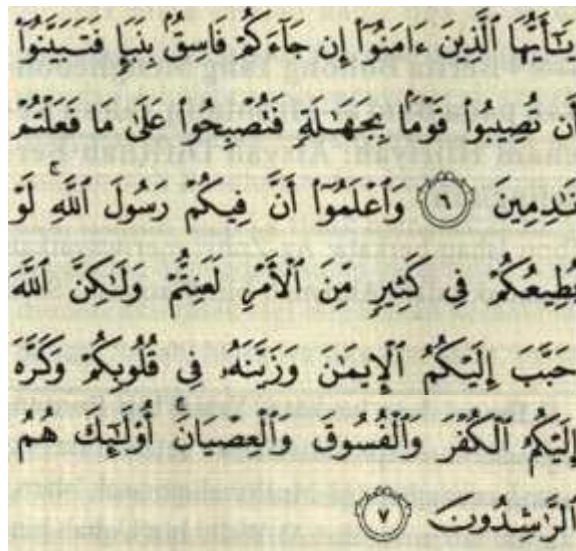 يَٰٓأَيُّهَا ٱلَّذِينَ ءَامَنُوٓا۟ إِن جَآءَكُمْ فَاسِقٌۢ بِنَبَإٍ فَتَبَيَّنُوٓا۟
أَن تُصِيبُوا۟ قَوْمًۢا بِجَهَٰلَةٍ فَتُصْبِحُوا۟ عَلَىٰ مَا فَعَلْتُمْ
نَٰدِمِينَ ٦ وَٱعْلَمُوٓا۟ أَنَّ فِيكُمْ رَسُولَ ٱللَّهِ ۚ لَوْ
يُطِيعُكُمْ فِى كَثِيرٍ مِّنَ ٱلْأَمْرِ لَعَنِتُّمْ وَلَٰكِنَّ ٱللَّهَ
حَبَّبَ إِلَيْكُمُ ٱلْإِيمَٰنَ وَزَيَّنَهُۥ فِى قُلُوبِكُمْ وَكَرَّهَ
إِلَيْكُمُ ٱلْكُفْرَ وَٱلْفُسُوقَ وَٱلْعِصْيَانَ ۚ أُو۟لَٰٓئِكَ هُمُ
ٱلرَّٰشِدُونَ ٧